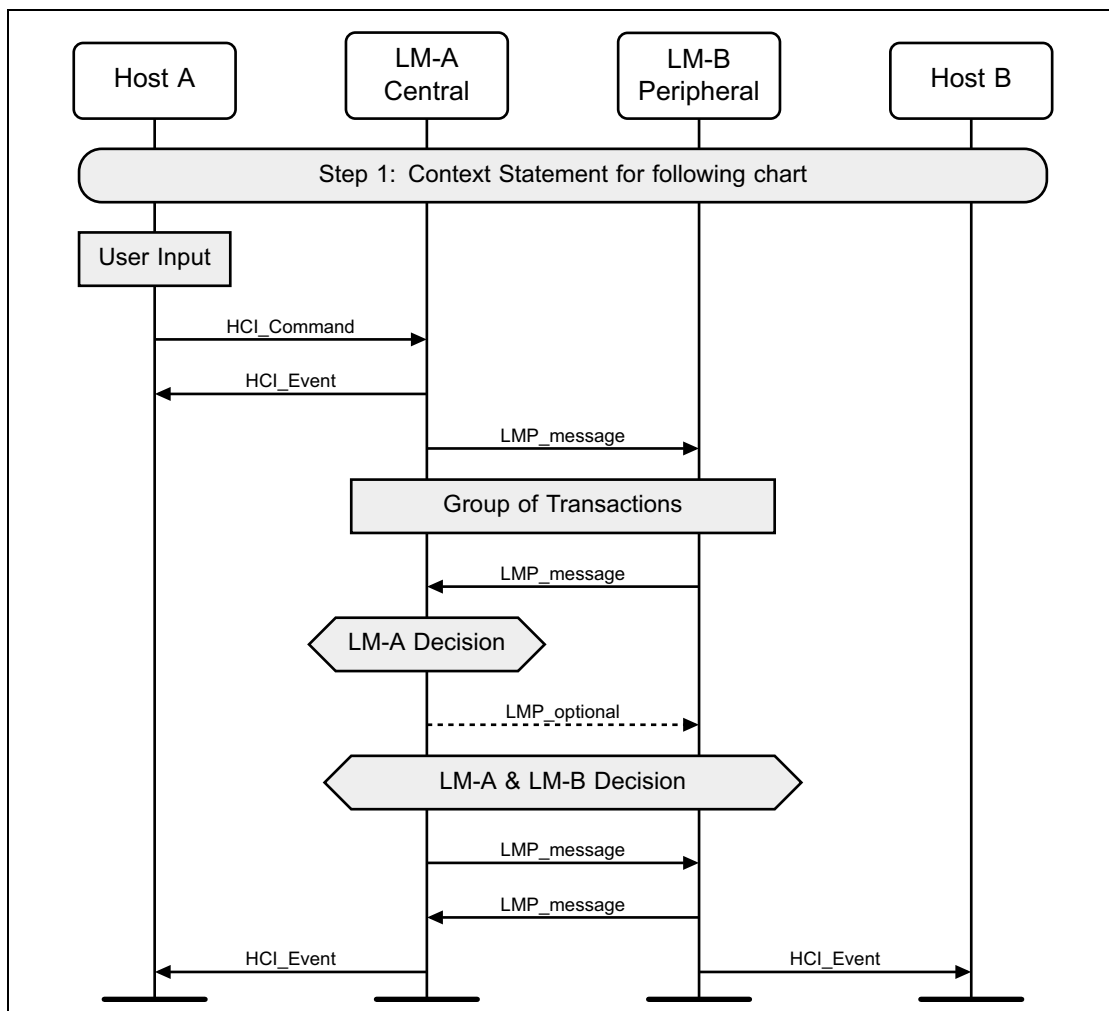 Host A
LM-A
Central
LM-B
Peripheral
Host B
Step 1: Context Statement for following chart
User Input
HCI_Command
HCI_Event
LMP_message
Group of Transactions
LMP_message
LM-A Decision
LMP_optional
LM-A & LM-B Decision
LMP_message
LMP_message
HCI_Event
HCI_Event